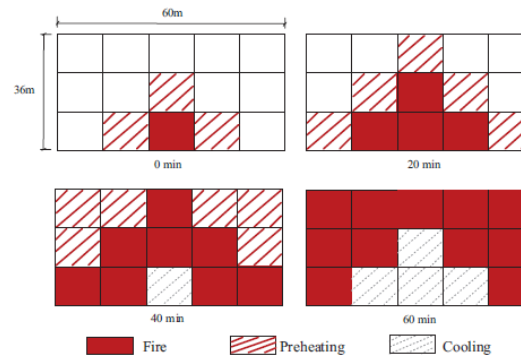 60m
36m
0 min
20 min
40 min
60 min
Fire
Preheating
Cooling